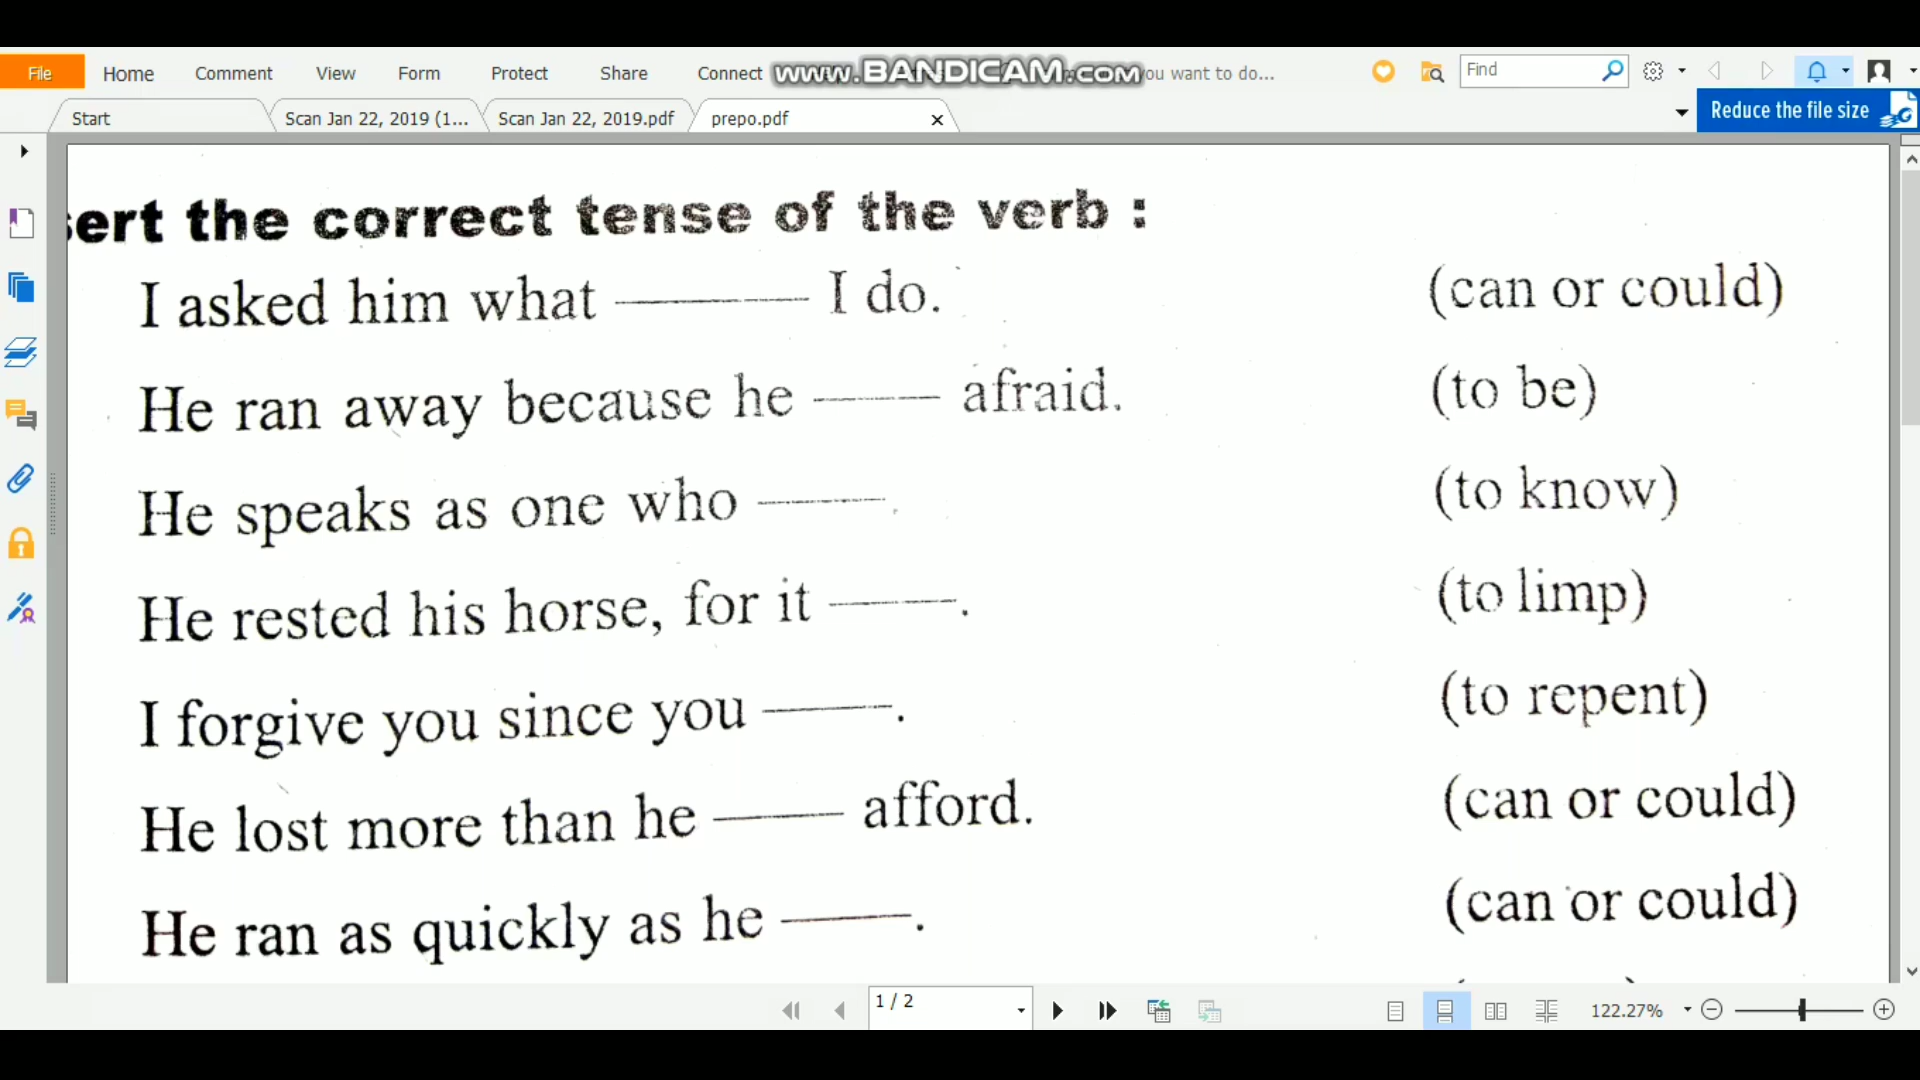 www.BANDICAM.com
File Home Comment View Form Protect Share Connect you want to do... Find
Start Scan Jan 22, 2019 (1... Scan Jan 22, 2019.pdf prepo.pdf Reduce the file size
sert the correct tense of the verb :
I asked him what ——— I do. (can or could)
He ran away because he ——— afraid. (to be)
He speaks as one who ———. (to know)
He rested his horse, for it ———. (to limp)
I forgive you since you ———. (to repent)
He lost more than he ——— afford. (can or could)
He ran as quickly as he ———. (can or could)
1 / 2 122.27%